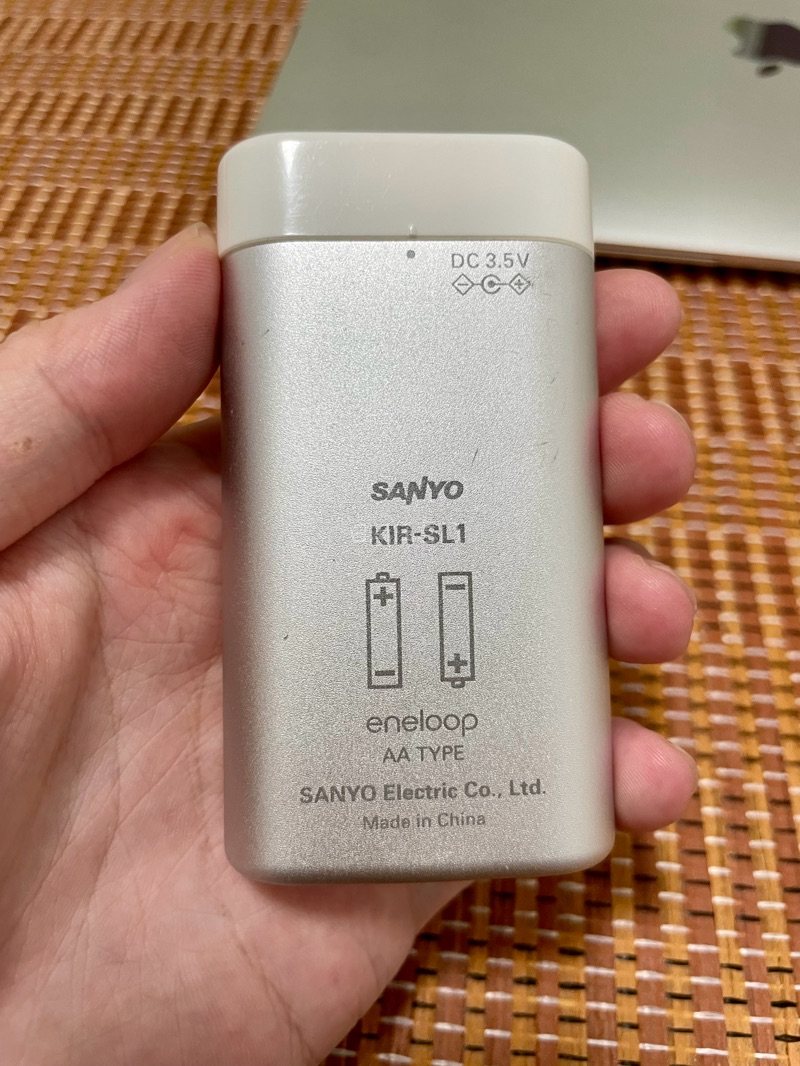 DC 3.5V
SANYO
KIR-SL1
eneloop
AA TYPE
SANYO Electric Co., Ltd.
Made in China